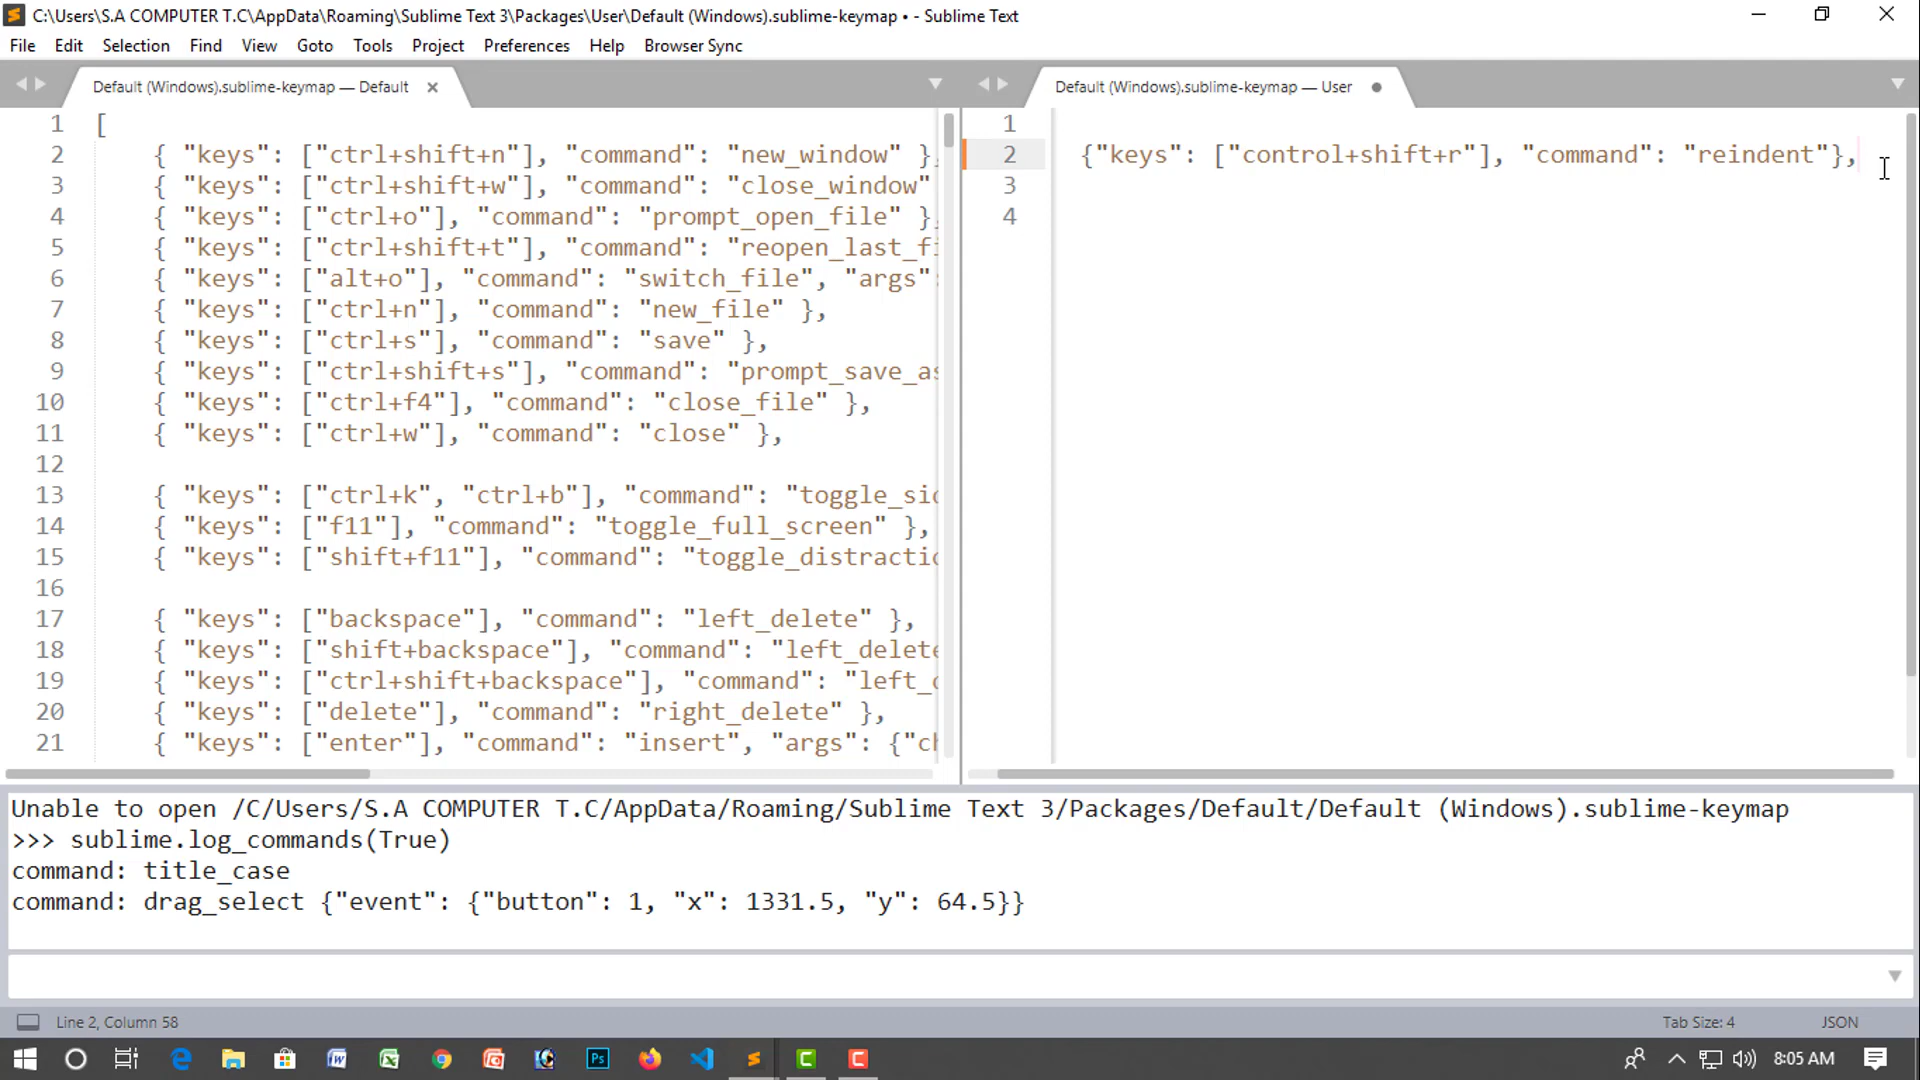 C:\Users\S.A COMPUTER T.C\AppData\Roaming\Sublime Text 3\Packages\User\Default (Windows).sublime-keymap • - Sublime Text
File Edit Selection Find View Goto Tools Project Preferences Help Browser Sync
Default (Windows).sublime-keymap — Default
1 [
2 { "keys": ["ctrl+shift+n"], "command": "new_window" },
3 { "keys": ["ctrl+shift+w"], "command": "close_window"
4 { "keys": ["ctrl+o"], "command": "prompt_open_file" },
5 { "keys": ["ctrl+shift+t"], "command": "reopen_last_fi
6 { "keys": ["alt+o"], "command": "switch_file", "args":
7 { "keys": ["ctrl+n"], "command": "new_file" },
8 { "keys": ["ctrl+s"], "command": "save" },
9 { "keys": ["ctrl+shift+s"], "command": "prompt_save_as
10 { "keys": ["ctrl+f4"], "command": "close_file" },
11 { "keys": ["ctrl+w"], "command": "close" },
12
13 { "keys": ["ctrl+k", "ctrl+b"], "command": "toggle_sid
14 { "keys": ["f11"], "command": "toggle_full_screen" },
15 { "keys": ["shift+f11"], "command": "toggle_distractio
16
17 { "keys": ["backspace"], "command": "left_delete" },
18 { "keys": ["shift+backspace"], "command": "left_delete
19 { "keys": ["ctrl+shift+backspace"], "command": "left_d
20 { "keys": ["delete"], "command": "right_delete" },
21 { "keys": ["enter"], "command": "insert", "args": {"ch
Default (Windows).sublime-keymap — User
1
2 {"keys": ["control+shift+r"], "command": "reindent"},
3
4
Unable to open /C/Users/S.A COMPUTER T.C/AppData/Roaming/Sublime Text 3/Packages/Default/Default (Windows).sublime-keymap
>>> sublime.log_commands(True)
command: title_case
command: drag_select {"event": {"button": 1, "x": 1331.5, "y": 64.5}}
Line 2, Column 58
Tab Size: 4
JSON
8:05 AM